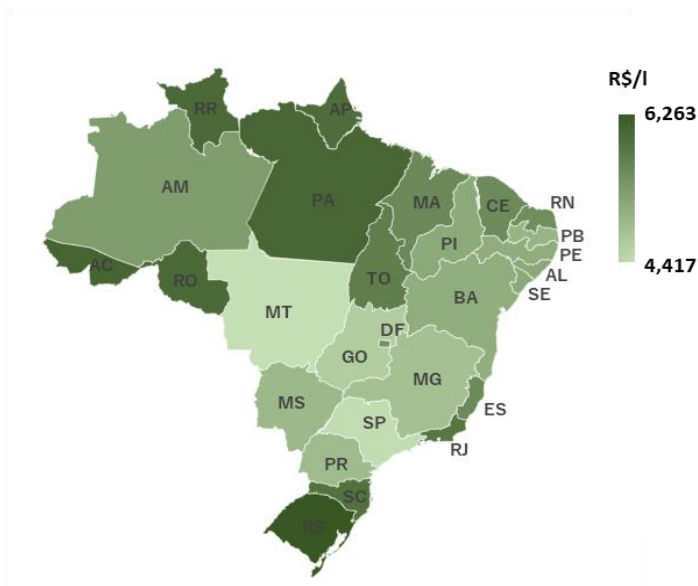 R$/l
6,263
4,417
RR
AP
AM
PA
MA
CE
RN
PB
PE
AL
SE
PI
AC
RO
TO
BA
MT
DF
GO
MG
MS
ES
SP
RJ
PR
SC
RS